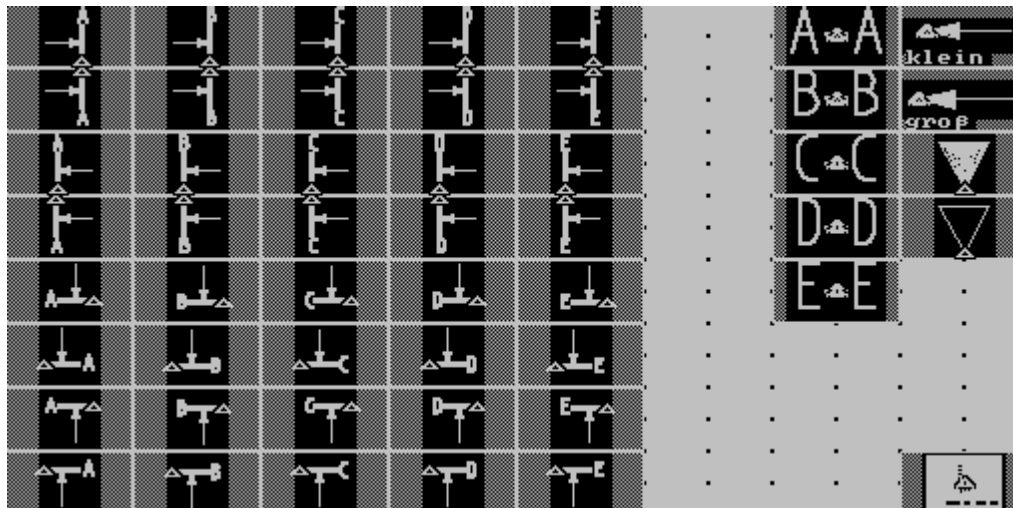 A B C D E A A klein
A B C D E B B groß
A B C D E C C
A B C D E D D
A B C D E E E
A B C D E
A B C D E
A B C D E